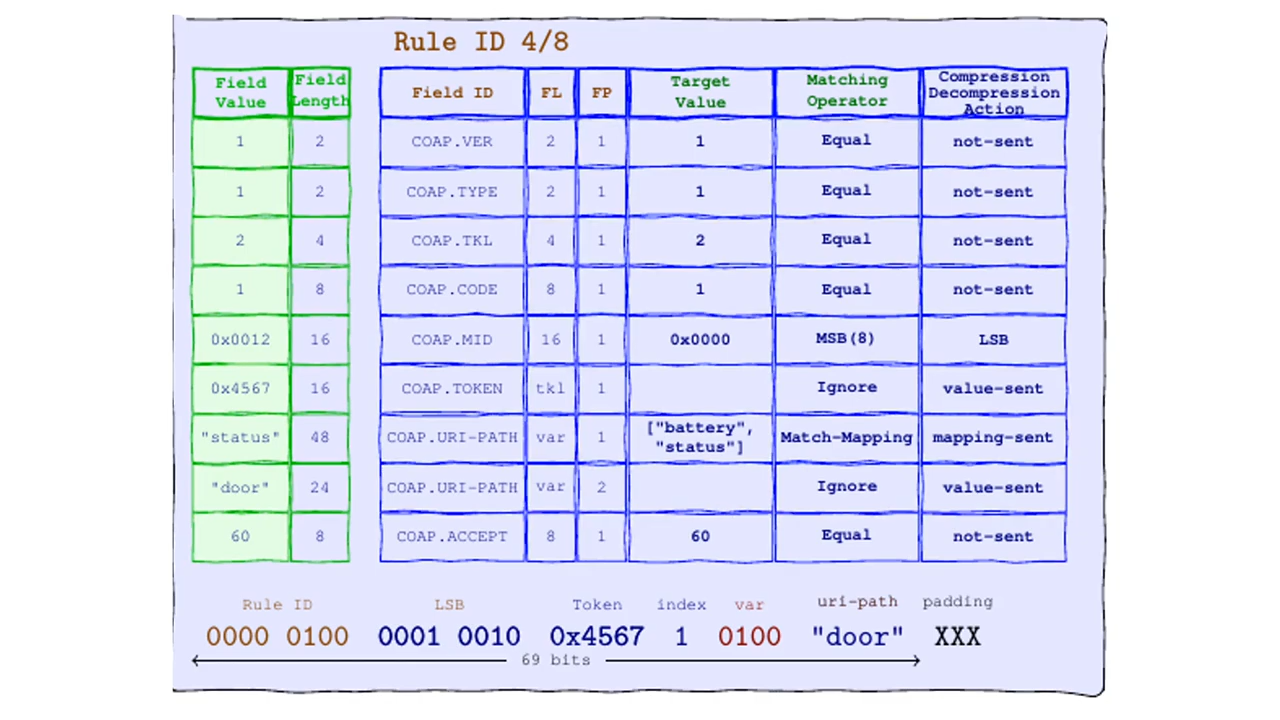 Rule ID 4/8
Field Value Field Length Field ID FL FP Target Value Matching Operator Compression Decompression Action
1 2 COAP.VER 2 1 1 Equal not-sent
1 2 COAP.TYPE 2 1 1 Equal not-sent
2 4 COAP.TKL 4 1 2 Equal not-sent
1 8 COAP.CODE 8 1 1 Equal not-sent
0x0012 16 COAP.MID 16 1 0x0000 MSB(8) LSB
0x4567 16 COAP.TOKEN tkl 1 Ignore value-sent
"status" 48 COAP.URI-PATH var 1 ["battery", "status"] Match-Mapping mapping-sent
"door" 24 COAP.URI-PATH var 2 Ignore value-sent
60 8 COAP.ACCEPT 8 1 60 Equal not-sent
Rule ID LSB Token index var uri-path padding
0000 0100 0001 0010 0x4567 1 0100 "door" XXX
69 bits